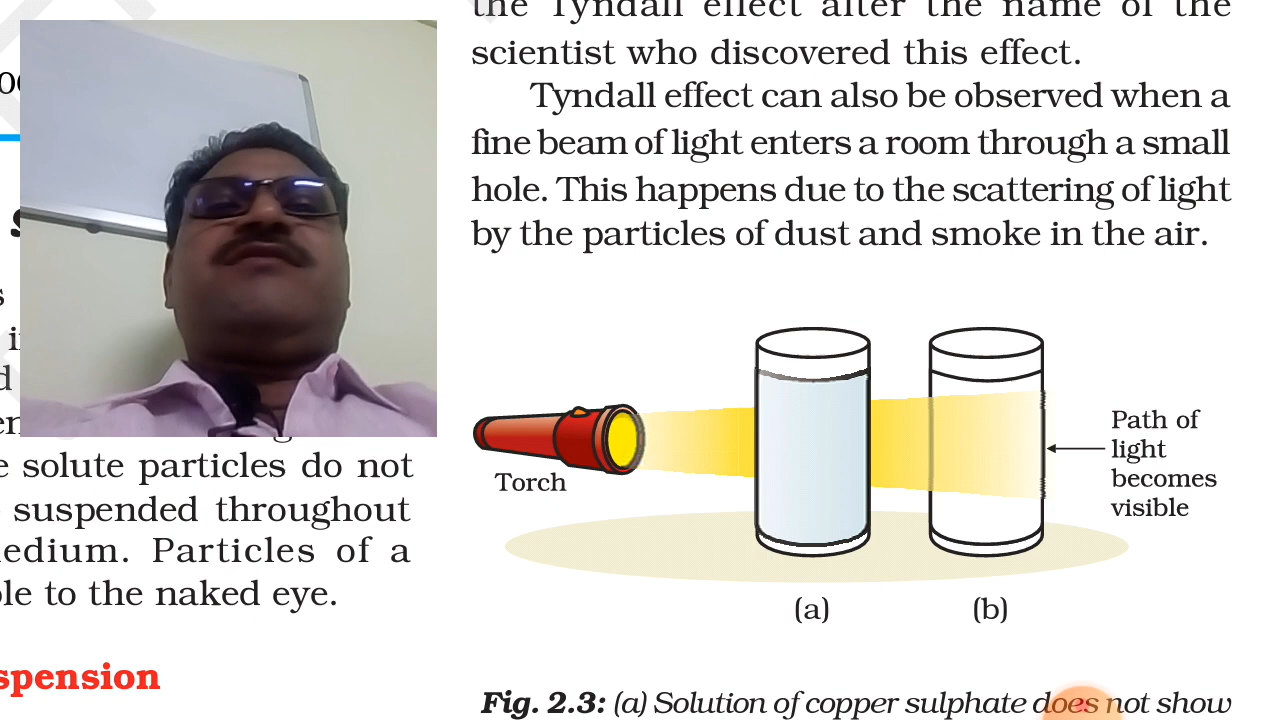 solute particles do not
suspended throughout
Particles of a
to the naked eye.
the Tyndall effect after the name of the
scientist who discovered this effect.
Tyndall effect can also be observed when a
fine beam of light enters a room through a small
hole. This happens due to the scattering of light
by the particles of dust and smoke in the air.
Torch
Path of
light
becomes
visible
(a)
(b)
Fig. 2.3: (a) Solution of copper sulphate does not show